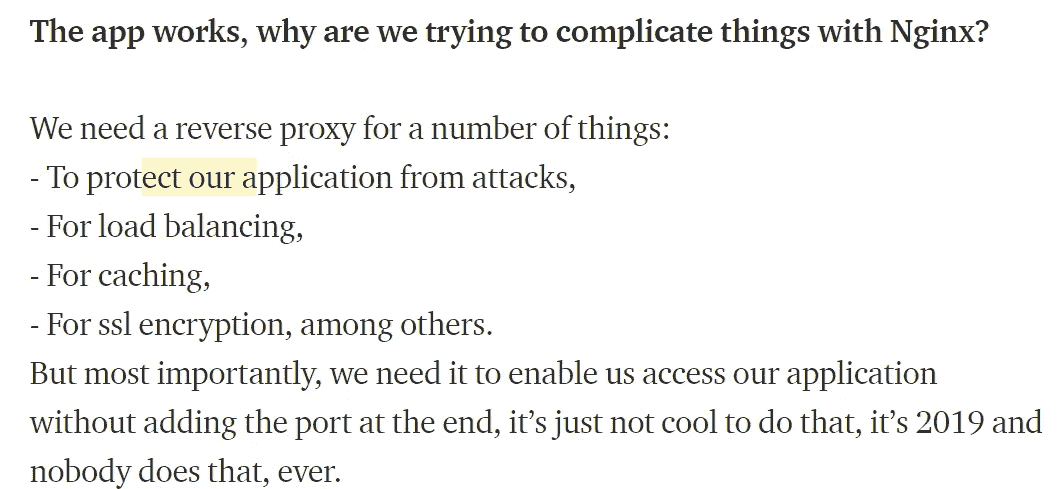 The app works, why are we trying to complicate things with Nginx?
We need a reverse proxy for a number of things:
- To protect our application from attacks,
- For load balancing,
- For caching,
- For ssl encryption, among others.
But most importantly, we need it to enable us access our application
without adding the port at the end, it’s just not cool to do that, it’s 2019 and
nobody does that, ever.